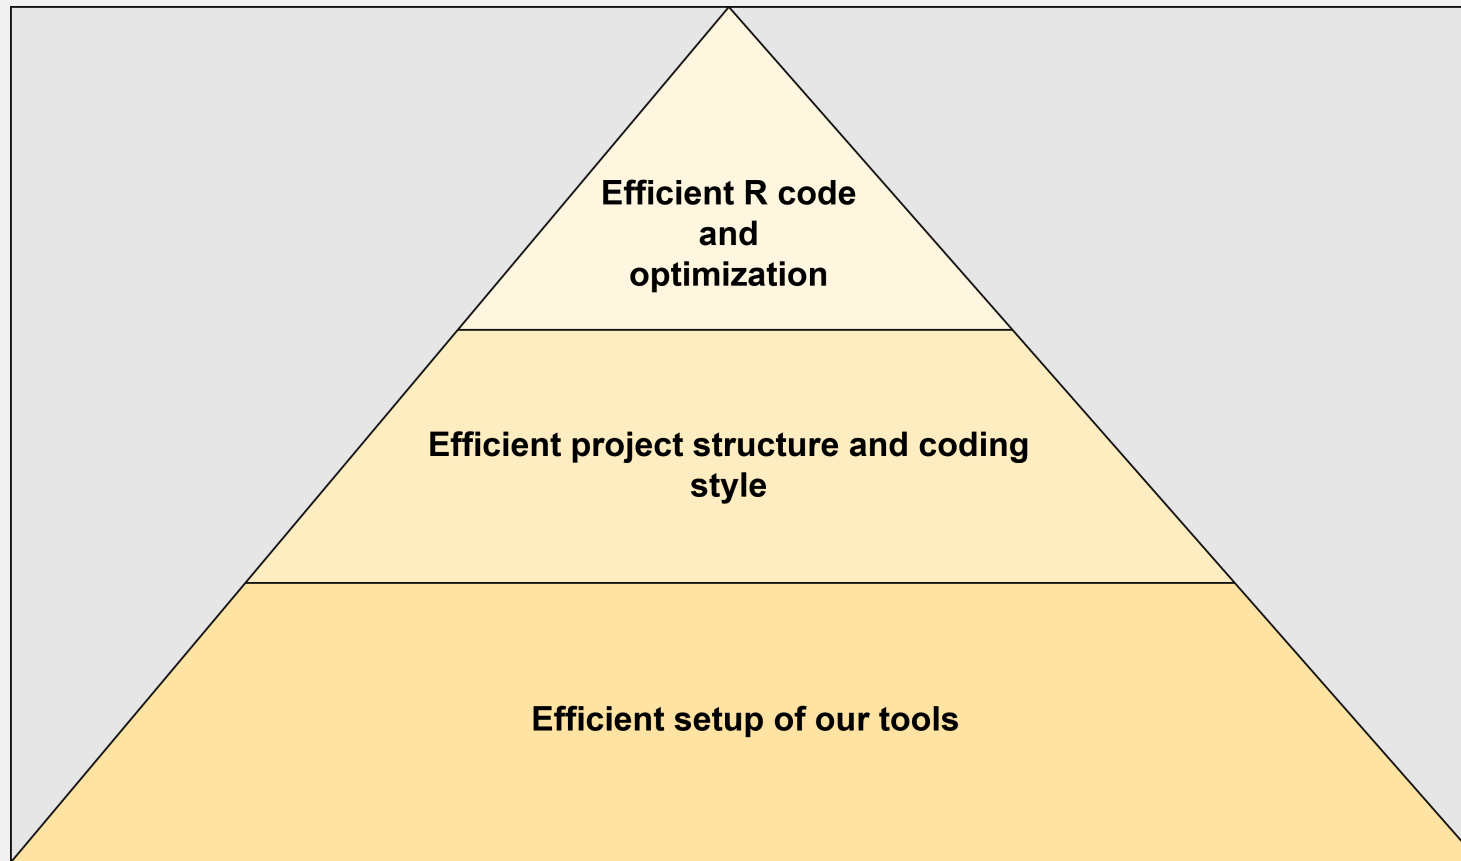 Efficient R code
and
optimization
Efficient project structure and coding
style
Efficient setup of our tools